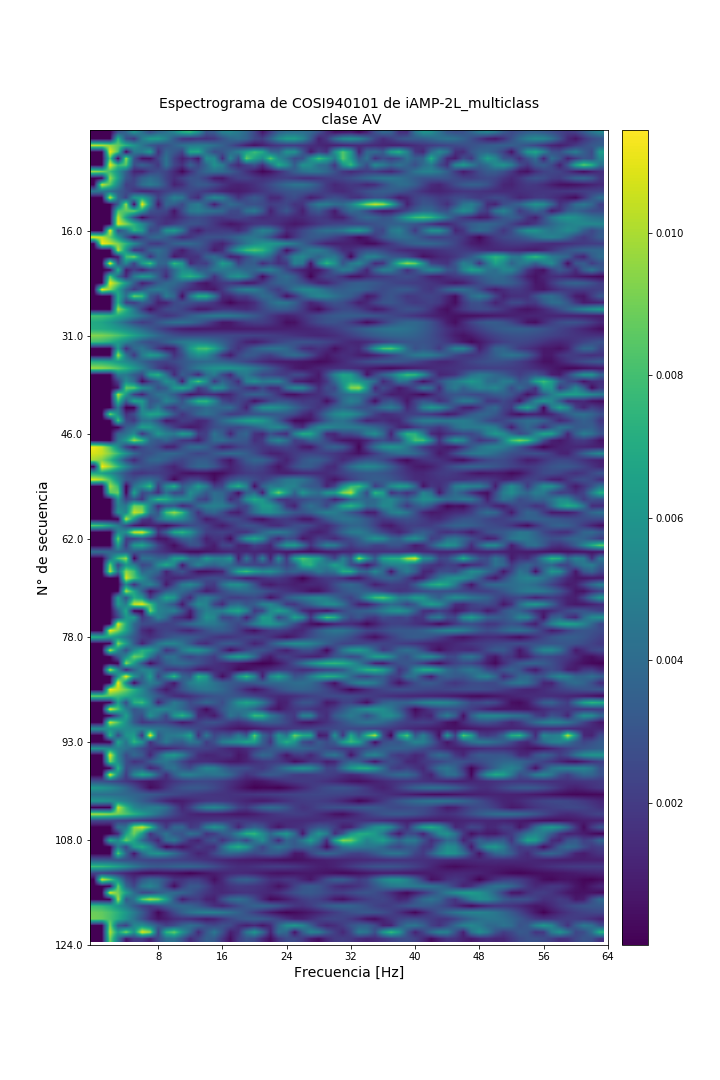 Espectrograma de COSI940101 de iAMP-2L_multiclass
clase AV
N° de secuencia
16.0
31.0
46.0
62.0
78.0
93.0
108.0
124.0
8 16 24 32 40 48 56 64
Frecuencia [Hz]
0.010
0.008
0.006
0.004
0.002